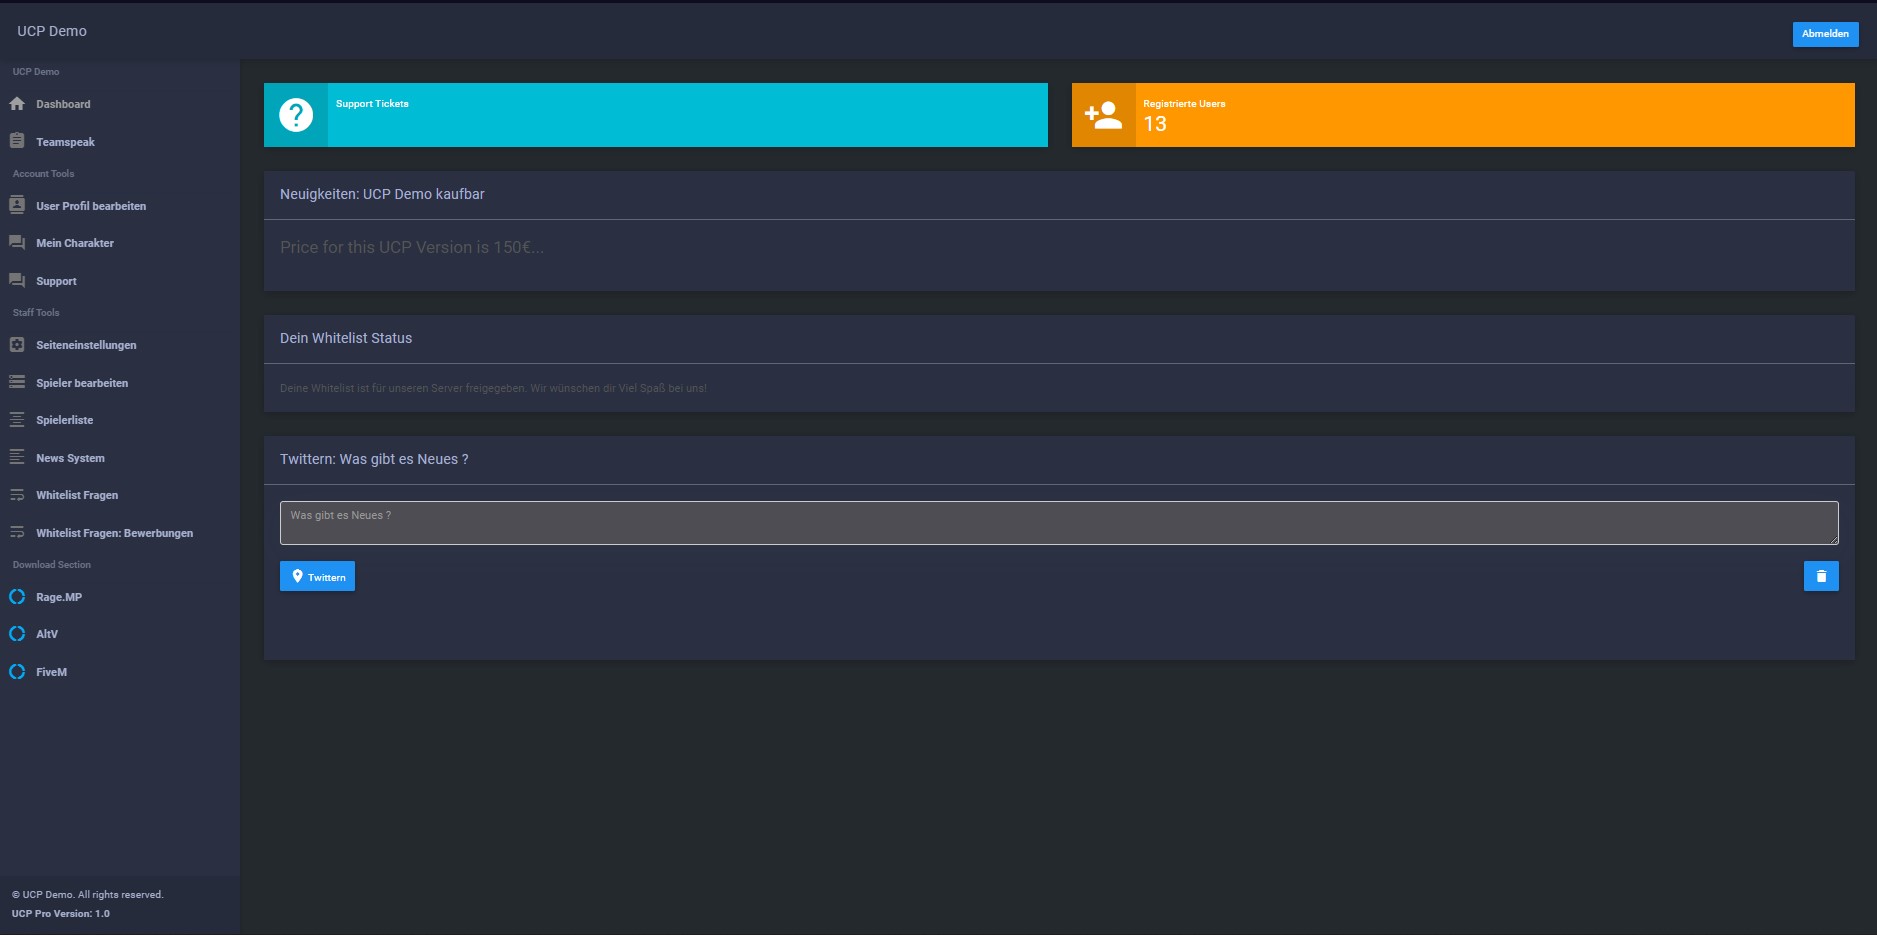 UCP Demo
Abmelden
UCP Demo
Dashboard
Teamspeak
Account Tools
User Profil bearbeiten
Mein Charakter
Support
Staff Tools
Seiteneinstellungen
Spieler bearbeiten
Spielerliste
News System
Whitelist Fragen
Whitelist Fragen: Bewerbungen
Download Section
Rage.MP
AltV
FiveM
© UCP Demo. All rights reserved.
UCP Pro Version: 1.0
Support Tickets
Registrierte Users
13
Neuigkeiten: UCP Demo kaufbar
Price for this UCP Version is 150€...
Dein Whitelist Status
Deine Whitelist ist für unseren Server freigegeben. Wir wünschen dir Viel Spaß bei uns!
Twittern: Was gibt es Neues ?
Was gibt es Neues ?
Twittern